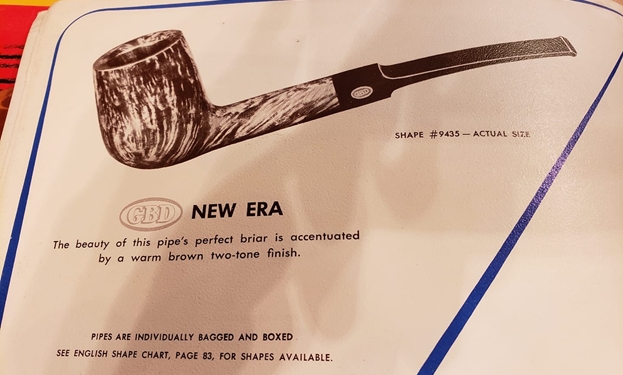 GBD
SHAPE #9435 — ACTUAL SIZE
GBD NEW ERA
The beauty of this pipe's perfect briar is accentuated
by a warm brown two-tone finish.
PIPES ARE INDIVIDUALLY BAGGED AND BOXED
SEE ENGLISH SHAPE CHART, PAGE 83, FOR SHAPES AVAILABLE.